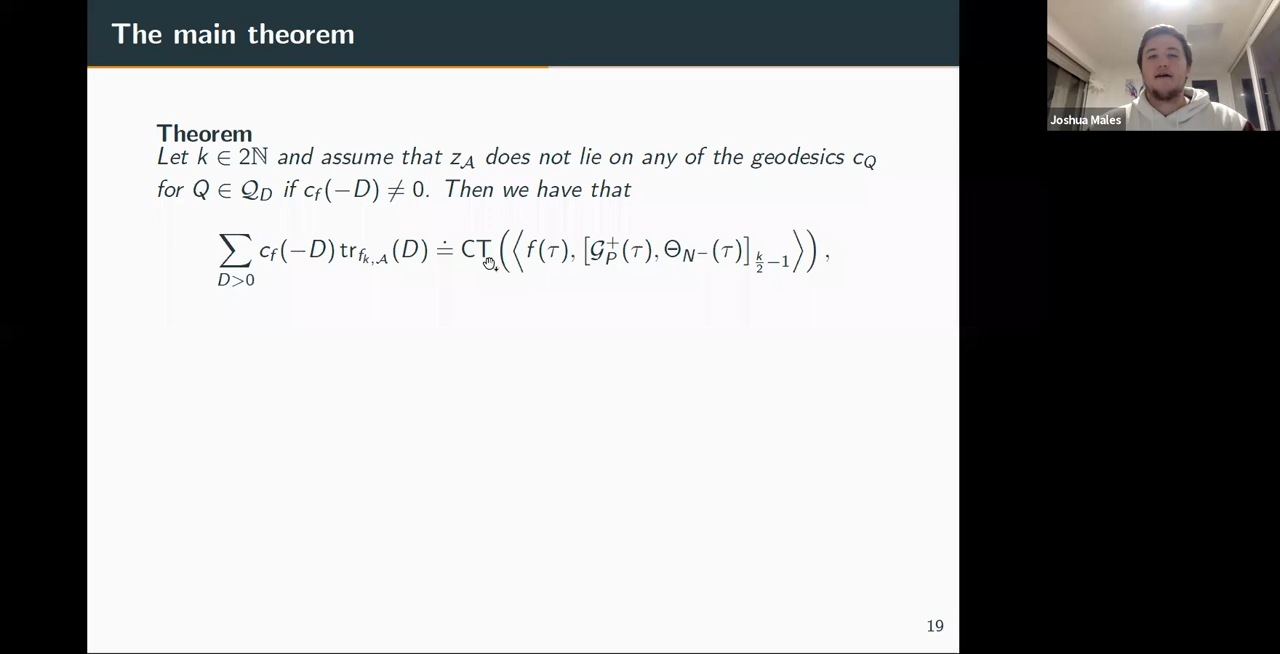 The main theorem
Theorem
Let k ∈ 2ℕ and assume that z_𝒜 does not lie on any of the geodesics c_Q
for Q ∈ 𝒬_D if c_f(−D) ≠ 0. Then we have that
∑_{D>0} c_f(−D) tr_{f_{k,𝒜}}(D) ≐ CT(⟨f(τ), [𝒢_P^+(τ), Θ_{N^−}(τ)]_{k/2−1}⟩),
19
Joshua Males